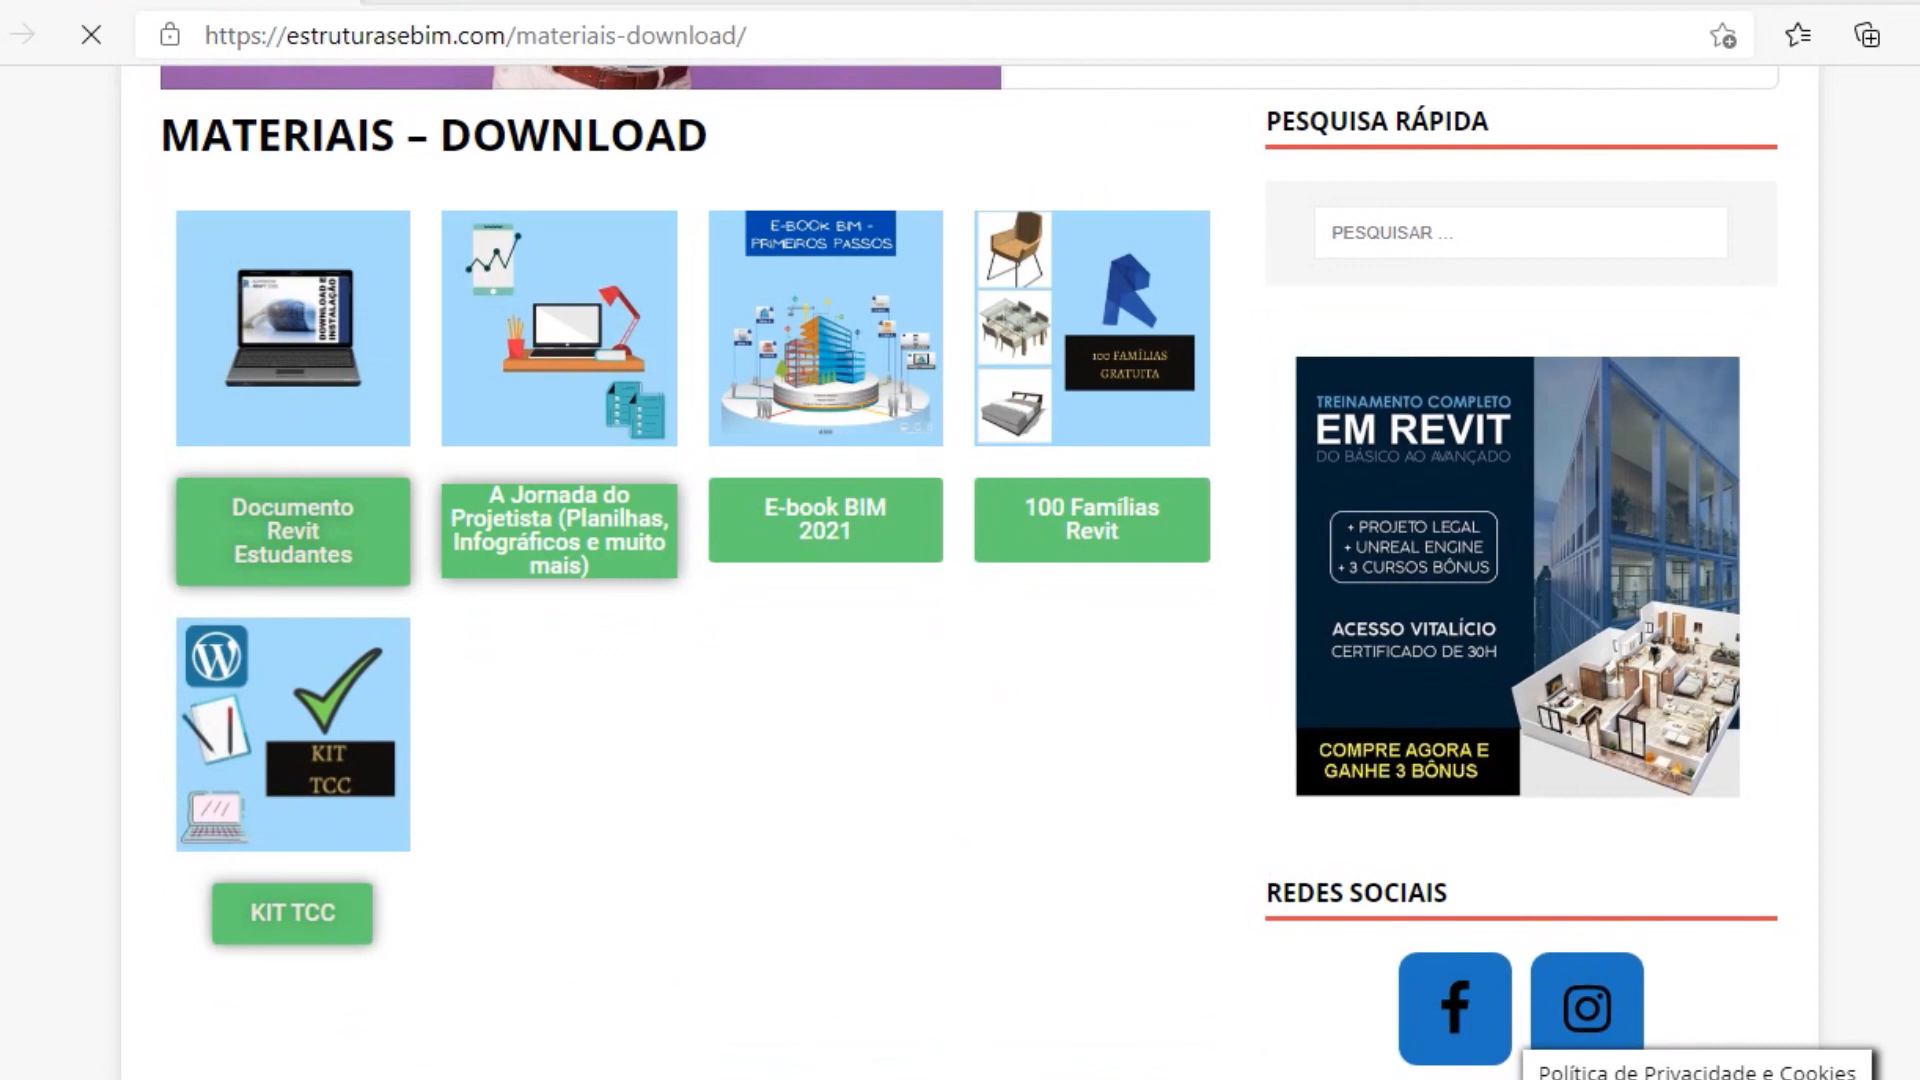 https://estruturasebim.com/materiais-download/
MATERIAIS – DOWNLOAD
DOWNLOAD E
INSTALAÇÃO
E-BOOK BIM -
PRIMEIROS PASSOS
100 FAMÍLIAS
GRATUITA
Documento
Revit
Estudantes
A Jornada do
Projetista (Planilhas,
Infográficos e muito
mais)
E-book BIM
2021
100 Famílias
Revit
KIT
TCC
KIT TCC
PESQUISA RÁPIDA
PESQUISAR ...
TREINAMENTO COMPLETO
EM REVIT
DO BÁSICO AO AVANÇADO
+ PROJETO LEGAL
+ UNREAL ENGINE
+ 3 CURSOS BÔNUS
ACESSO VITALÍCIO
CERTIFICADO DE 30H
COMPRE AGORA E
GANHE 3 BÔNUS
REDES SOCIAIS
Política de Privacidade e Cookies